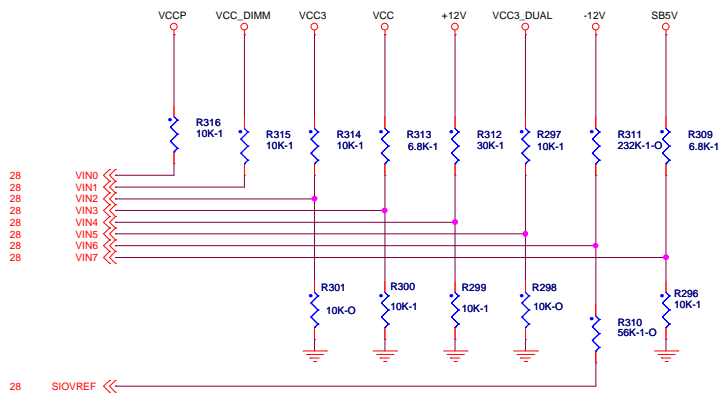 VCCP VCC_DIMM VCC3 VCC +12V VCC3_DUAL -12V SB5V
R316
10K-1
R315
10K-1
R314
10K-1
R313
6.8K-1
R312
30K-1
R297
10K-1
R311
232K-1-O
R309
6.8K-1
28 VIN0
28 VIN1
28 VIN2
28 VIN3
28 VIN4
28 VIN5
28 VIN6
28 VIN7
R301
10K-O
R300
10K-1
R299
10K-1
R298
10K-O
R310
56K-1-O
R296
10K-1
28 SIOVREF